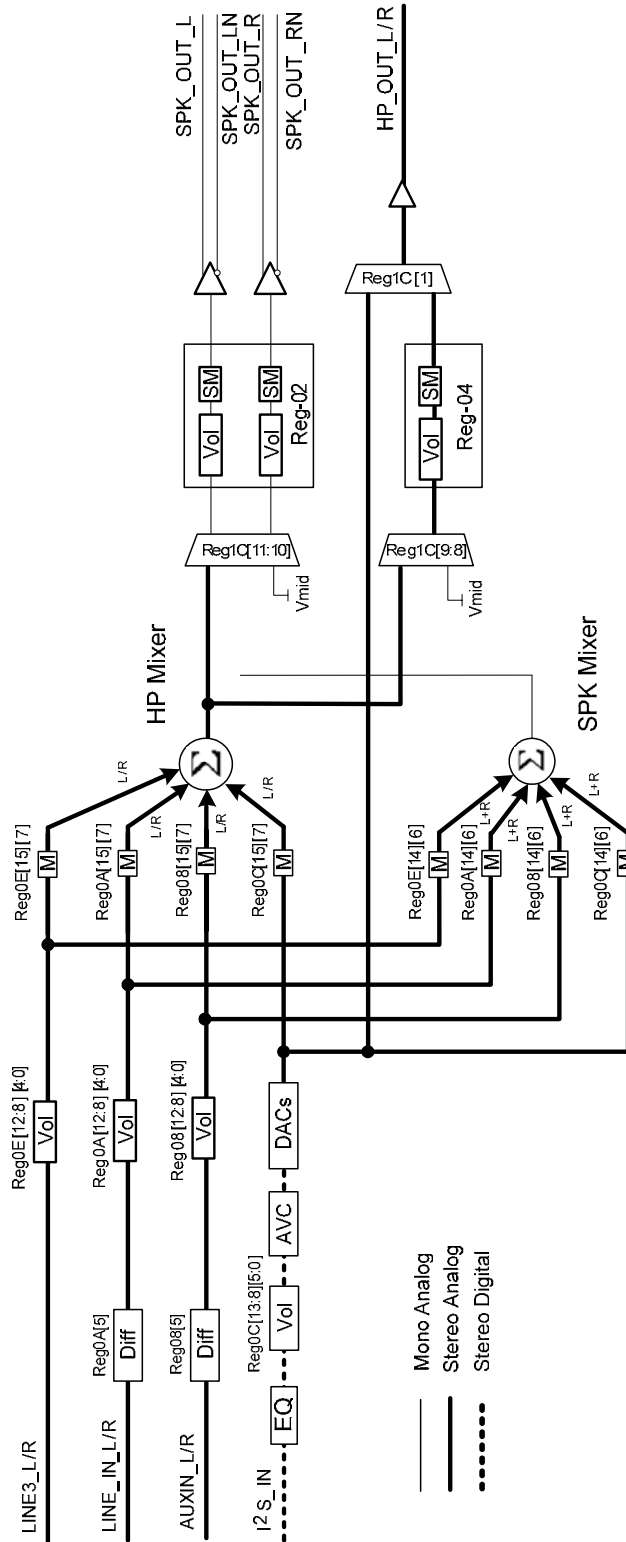 LINE3_L/R
Reg0E[12:8] [4:0]
Vol
Reg0E[15][7]
M
L/R
LINE_IN_L/R
Reg0A[5]
Diff
Reg0A[12:8] [4:0]
Vol
Reg0A[15][7]
M
L/R
AUXIN_L/R
Reg08[5]
Diff
Reg08[12:8] [4:0]
Vol
Reg08[15][7]
M
L/R
I2S_IN
EQ
Reg0C[13:8][5:0]
Vol
AVC
DACs
Reg0C[15][7]
M
L/R
HP Mixer
Σ
Reg1C[11:10]
Vmid
Vol
SM
Vol
SM
Reg-02
SPK_OUT_L
SPK_OUT_LN
SPK_OUT_R
SPK_OUT_RN
Reg1C[9:8]
Vmid
Vol
SM
Reg-04
Reg1C[1]
HP_OUT_L/R
Reg0E[14][6]
M
L+R
Reg0A[14][6]
M
L+R
Reg08[14][6]
M
L+R
Reg0C[14][6]
M
L+R
Σ
SPK Mixer
Mono Analog
Stereo Analog
Stereo Digital